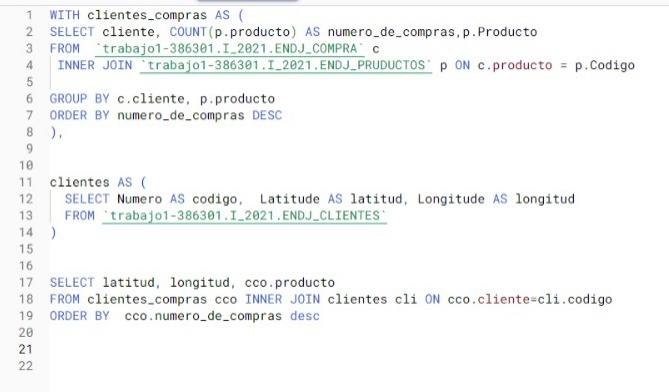 1 WITH clientes_compras AS (
2 SELECT cliente, COUNT(p.producto) AS numero_de_compras,p.Producto
3 FROM `trabajo1-386301.I_2021.ENDJ_COMPRA` c
4 INNER JOIN `trabajo1-386301.I_2021.ENDJ_PRUDUCTOS` p ON c.producto = p.Codigo
5
6 GROUP BY c.cliente, p.producto
7 ORDER BY numero_de_compras DESC
8 ),
9
10
11 clientes AS (
12 SELECT Numero AS codigo, Latitude AS latitud, Longitude AS longitud
13 FROM `trabajo1-386301.I_2021.ENDJ_CLIENTES`
14 )
15
16
17 SELECT latitud, longitud, cco.producto
18 FROM clientes_compras cco INNER JOIN clientes cli ON cco.cliente=cli.codigo
19 ORDER BY cco.numero_de_compras desc
20
21
22